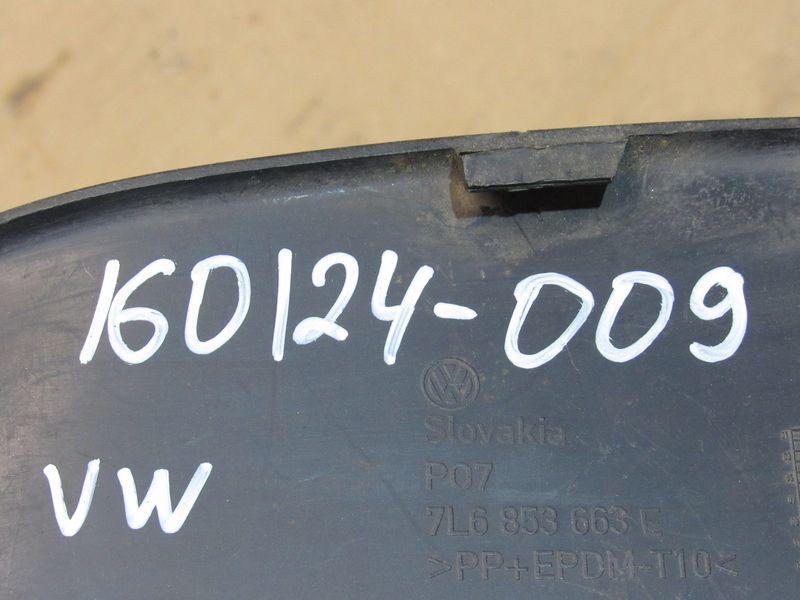 160124-009
VW
Slovakia
P07
7L6 853 663 E
>PP+EPDM-T10<